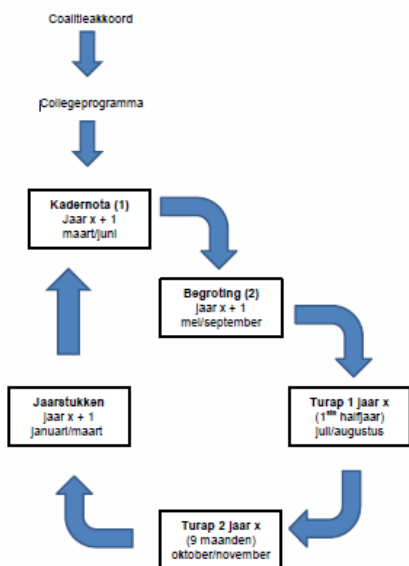 Coalitieakkoord
Collegeprogramma
Kadernota (1)
Jaar x + 1
maart/juni
Begroting (2)
jaar x + 1
mei/september
Turap 1 jaar x
(1ste halfjaar)
juli/augustus
Turap 2 jaar x
(9 maanden)
oktober/november
Jaarstukken
jaar x + 1
januari/maart